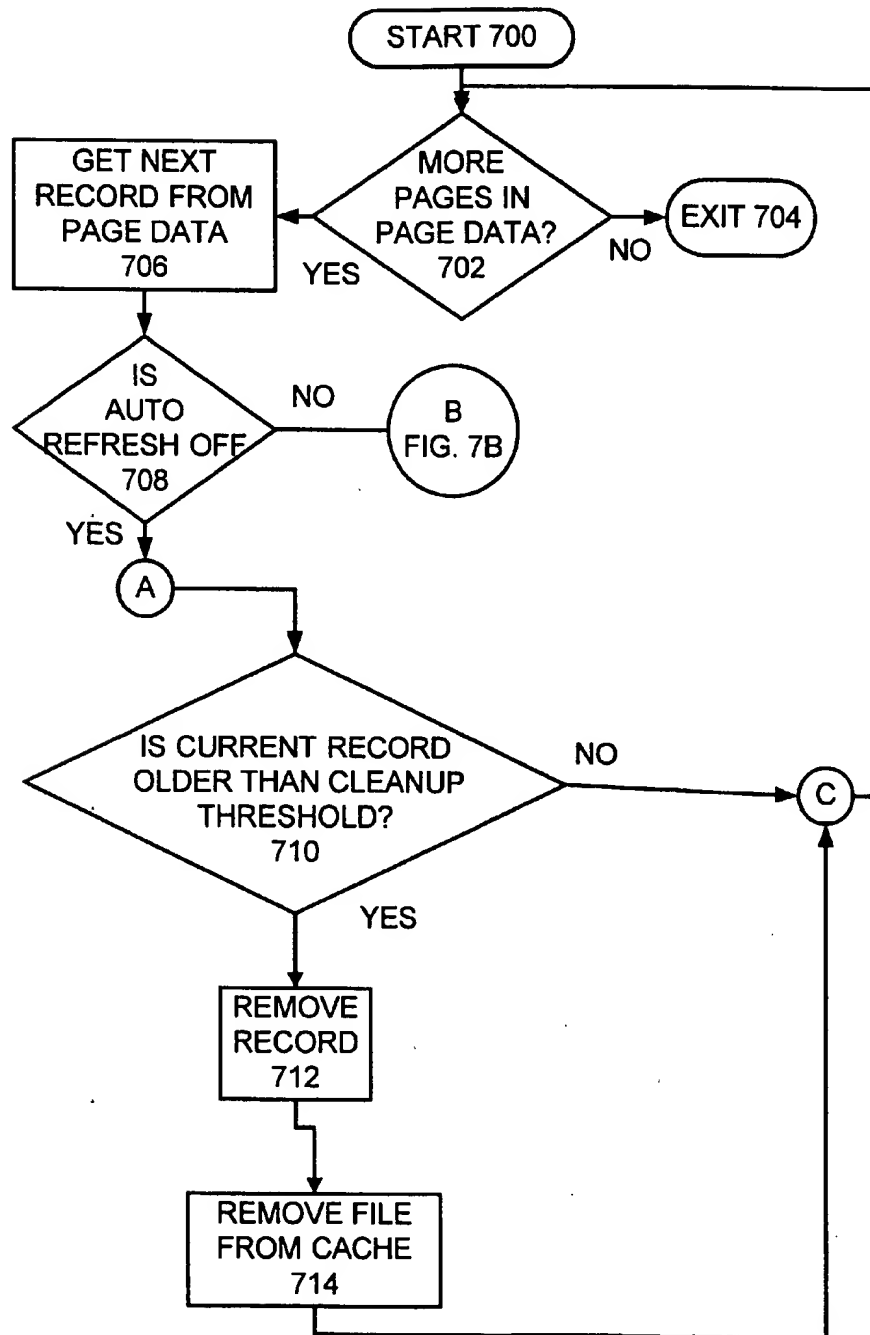 START 700
MORE
PAGES IN
PAGE DATA?
702
YES
NO
EXIT 704
GET NEXT
RECORD FROM
PAGE DATA
706
IS
AUTO
REFRESH OFF
708
NO
B
FIG. 7B
YES
A
IS CURRENT RECORD
OLDER THAN CLEANUP
THRESHOLD?
710
NO
C
YES
REMOVE
RECORD
712
REMOVE FILE
FROM CACHE
714